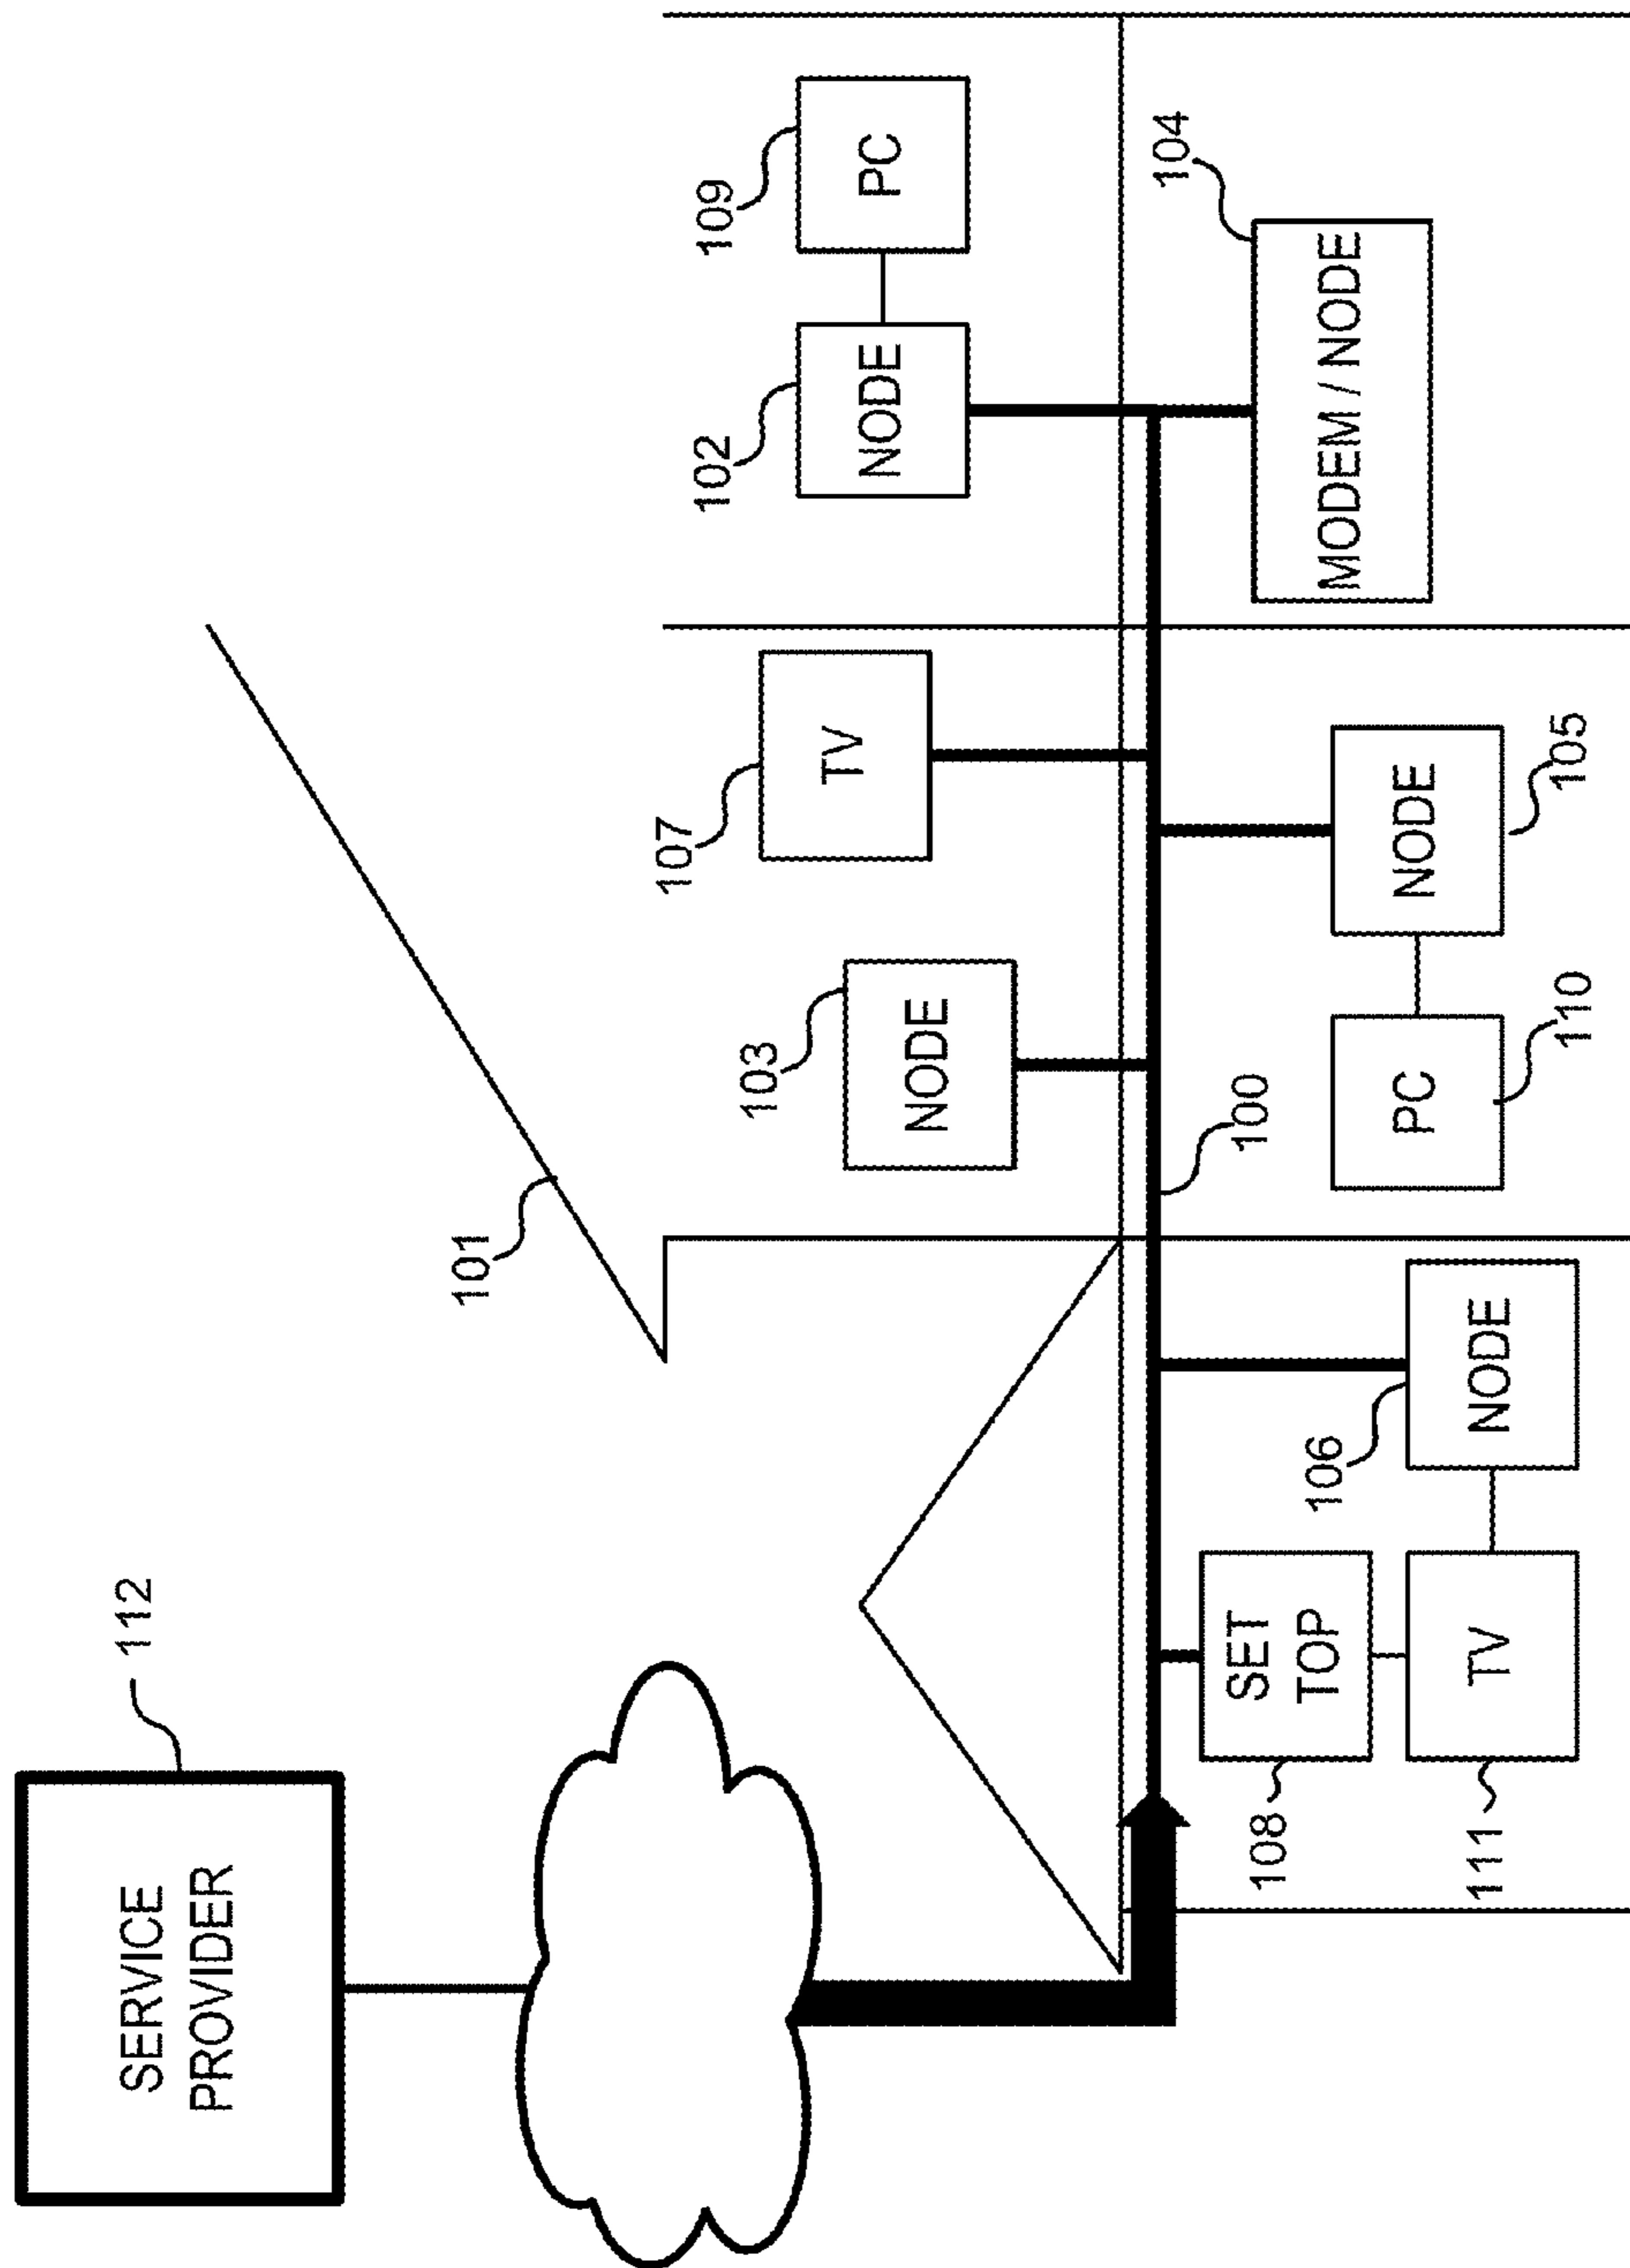 SERVICE
PROVIDER
112
101
107
102
109
103
TV
NODE
PC
NODE
104
108
SET
TOP
100
106
MODEM / NODE
PC
NODE
111
TV
NODE
110
105